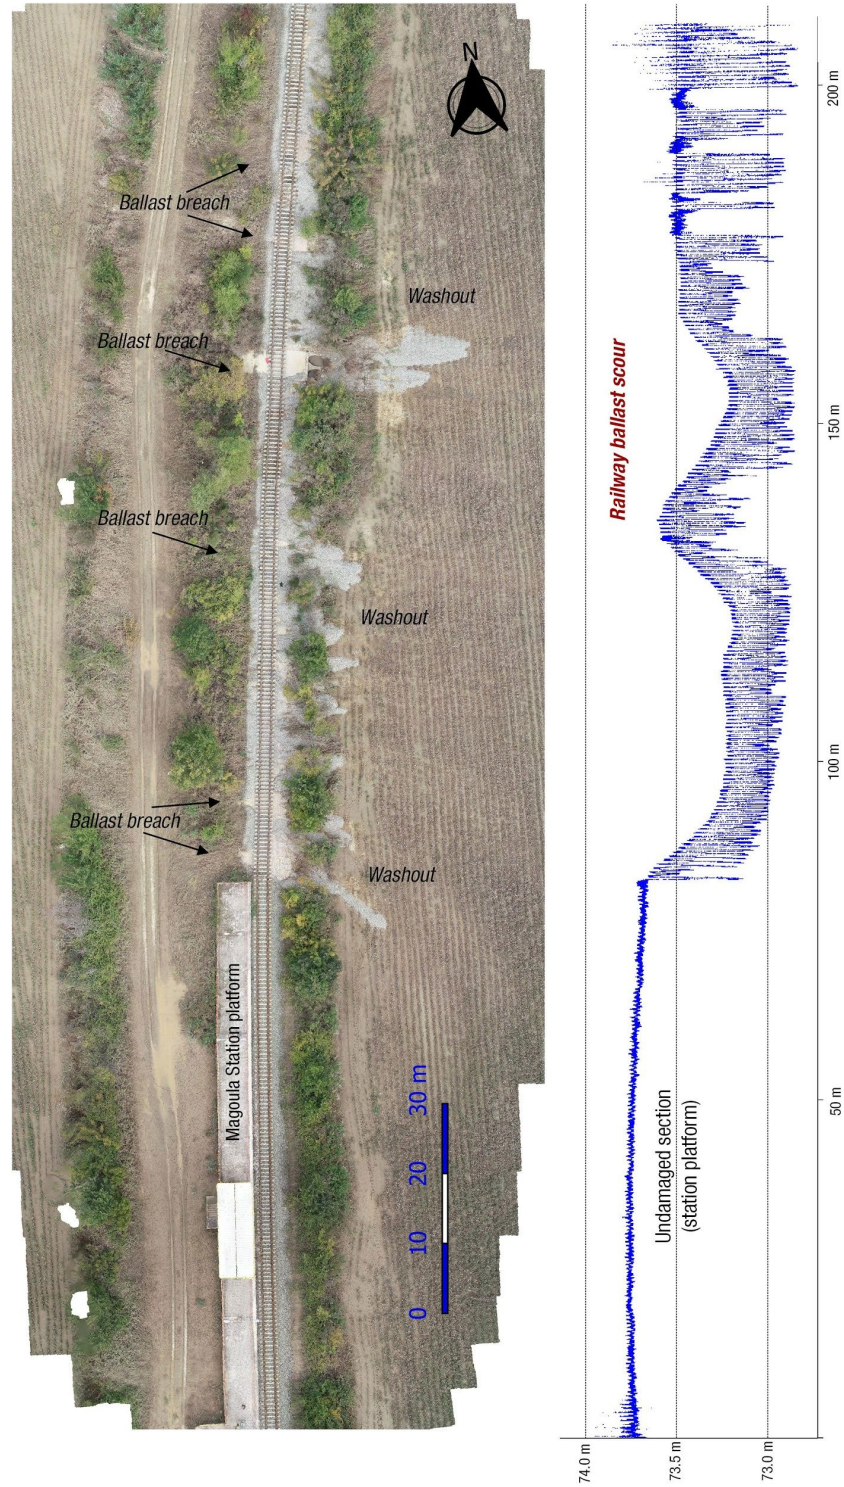 N
Ballast breach
Washout
Ballast breach
Ballast breach
Washout
Ballast breach
Washout
Magoula Station platform
0 10 20 30 m
Railway ballast scour
Undamaged section
(station platform)
200 m
150 m
100 m
50 m
74.0 m
73.5 m
73.0 m